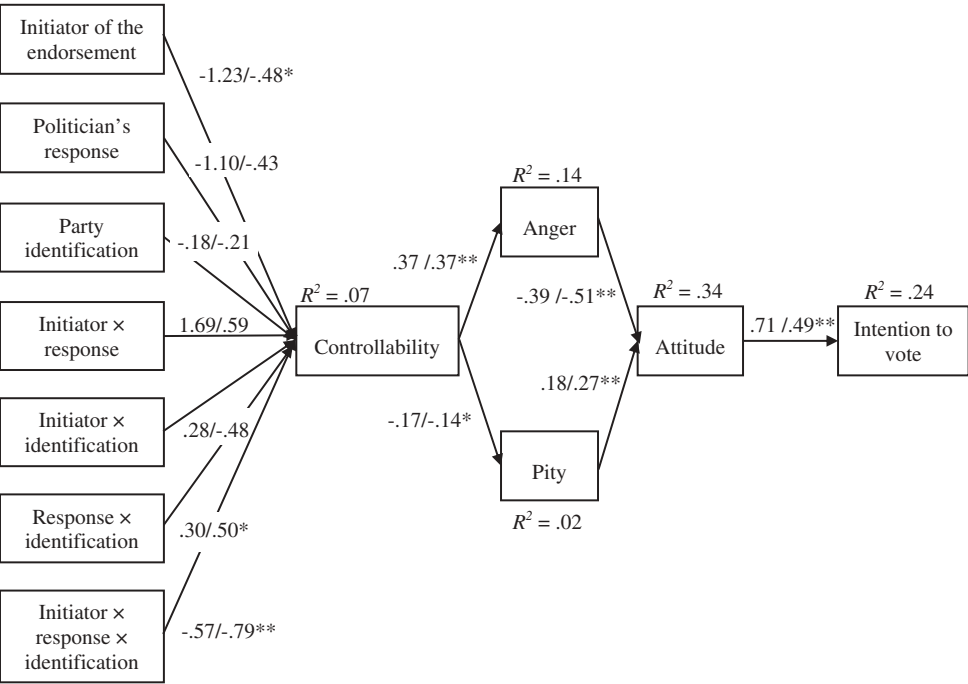 Initiator of the
endorsement
-1.23/-.48*
Politician's
response
-1.10/-.43
Party
identification
-.18/-.21
Initiator ×
response
1.69/.59
Initiator ×
identification
.28/-.48
Response ×
identification
.30/.50*
Initiator ×
response ×
identification
-.57/-.79**
R² = .07
Controllability
.37 /.37**
-.17/-.14*
R² = .14
Anger
Pity
R² = .02
-.39 /-.51**
.18/.27**
R² = .34
Attitude
.71 /.49**
R² = .24
Intention to
vote